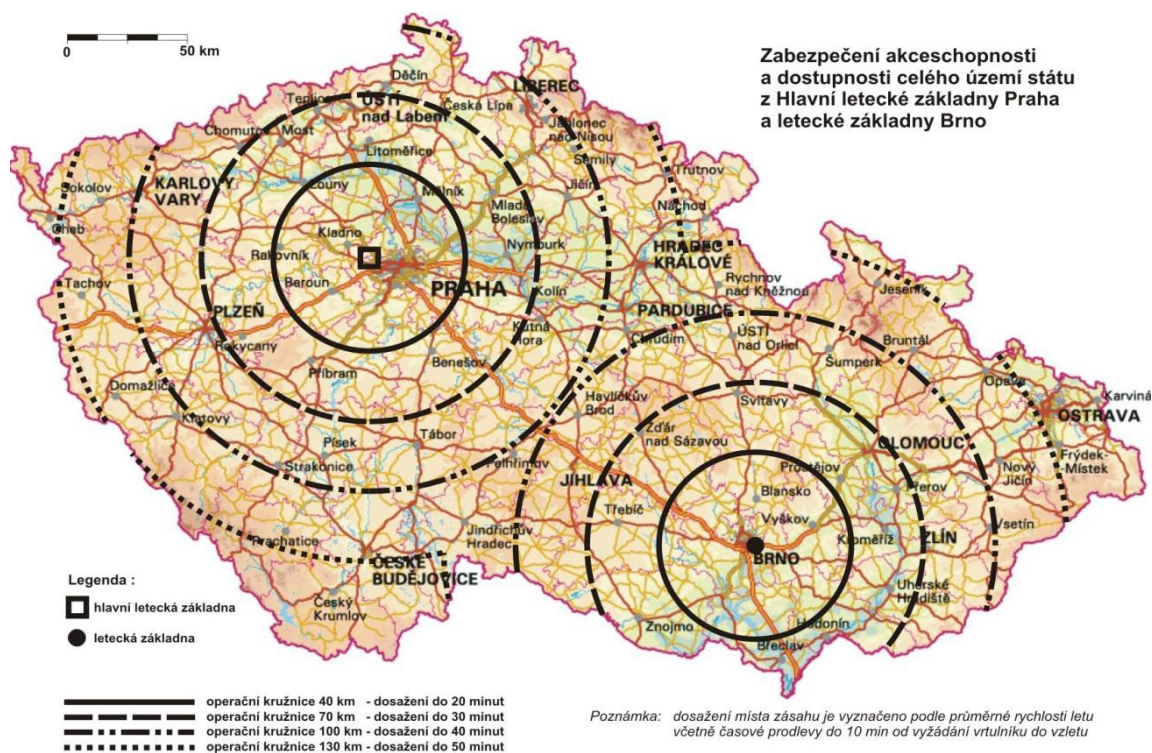 0 50 km
Zabezpečení akceschopnosti
a dostupnosti celého území státu
z Hlavní letecké základny Praha
a letecké základny Brno
Děčín
LIBEREC
Teplice
ÚSTÍ
nad Labem
Česká Lípa
Chomutov
Most
Jablonec
nad Nisou
Litoměřice
Semily
Trutnov
Sokolov
KARLOVY
VARY
Louny
Mělník
Jičín
Cheb
Mladá
Boleslav
Náchod
Kladno
Rakovník
Nymburk
HRADEC
KRÁLOVÉ
Tachov
Beroun
PRAHA
Kolín
Rychnov
nad Kněžnou
Jeseník
PLZEŇ
PARDUBICE
Rokycany
Kutná
Hora
Chrudim
ÚSTÍ
nad Orlicí
Bruntál
Benešov
Šumperk
Příbram
Opava
Domažlice
Havlíčkův
Brod
Svitavy
Karviná
Klatovy
OSTRAVA
Písek
Tábor
Žďár
nad Sázavou
OLOMOUC
Strakonice
Pelhřimov
Frýdek-
Místek
JIHLAVA
Prostějov
Nový
Jičín
Blansko
Přerov
Třebíč
Vyškov
Vsetín
Prachatice
Jindřichův
Hradec
Kroměříž
ZLÍN
BRNO
ČESKÉ
BUDĚJOVICE
Uherské
Hradiště
Český
Krumlov
Znojmo
Hodonín
Břeclav
Legenda :
hlavní letecká základna
letecká základna
operační kružnice 40 km - dosažení do 20 minut
operační kružnice 70 km - dosažení do 30 minut
operační kružnice 100 km - dosažení do 40 minut
operační kružnice 130 km - dosažení do 50 minut
Poznámka: dosažení místa zásahu je vyznačeno podle průměrné rychlosti letu
včetně časové prodlevy do 10 min od vyžádání vrtulníku do vzletu